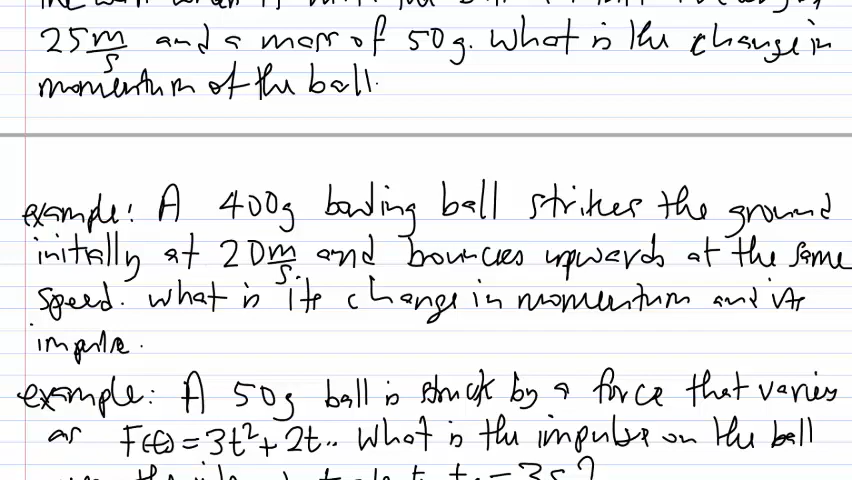 25 m/s and a mass of 50g. What is the change in
momentum of the ball.
example: A 400g bowling ball strikes the ground
initially at 20 m/s. and bounces upwards at the same
speed. What is its change in momentum and its
impulse.
example: A 50g ball is struck by a force that varies
as F(t) = 3t²+2t.. What is the impulse on the ball